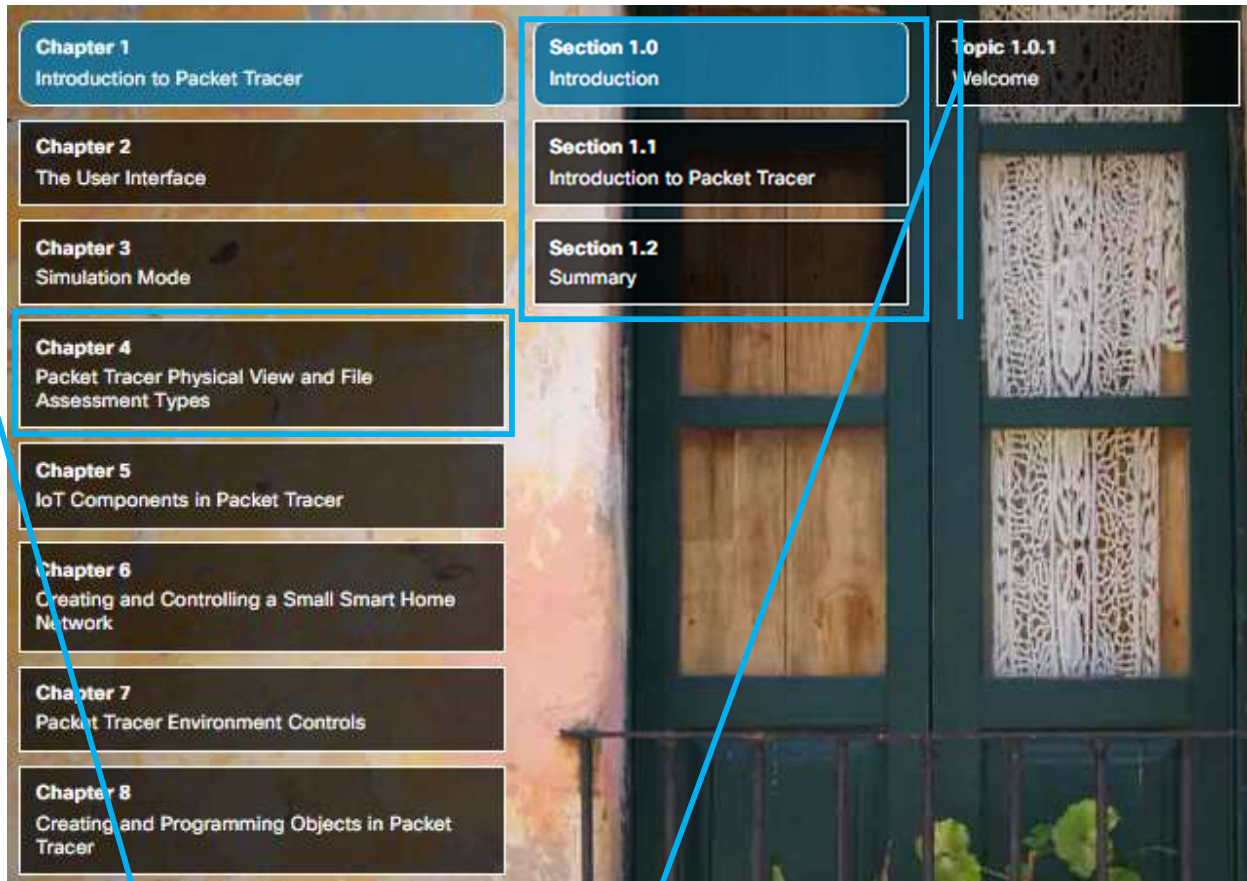 Chapter 1
Introduction to Packet Tracer
Chapter 2
The User Interface
Chapter 3
Simulation Mode
Chapter 4
Packet Tracer Physical View and File
Assessment Types
Chapter 5
IoT Components in Packet Tracer
Chapter 6
Creating and Controlling a Small Smart Home
Network
Chapter 7
Packet Tracer Environment Controls
Chapter 8
Creating and Programming Objects in Packet
Tracer
Section 1.0
Introduction
Section 1.1
Introduction to Packet Tracer
Section 1.2
Summary
Topic 1.0.1
Welcome